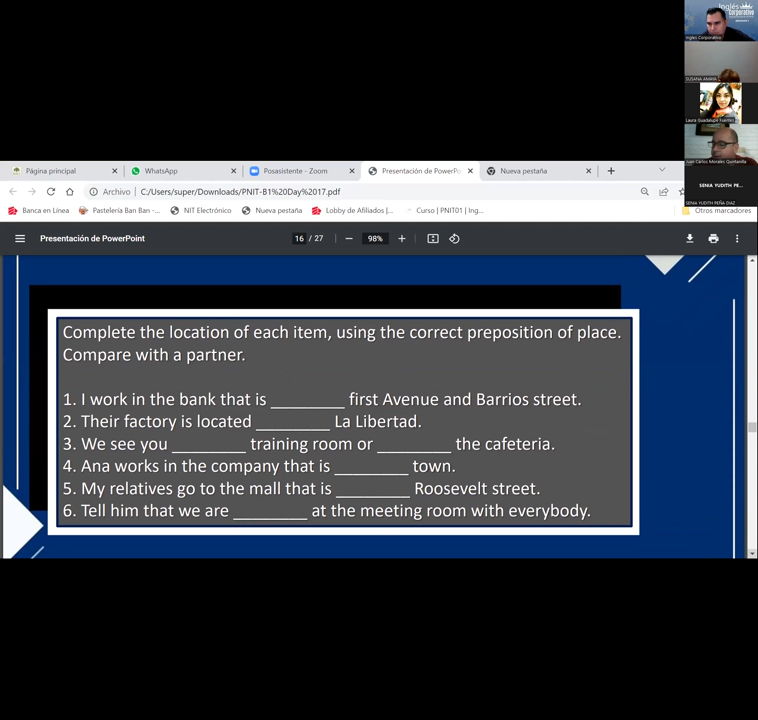 Inglés
Corporativo
Ingles Corporativo
SUSANA AMAYA
Laura Guadalupe Fuentes
Juan Carlos Morales Quintanilla
SENIA YUDITH PE...
SENIA YUDITH PEÑA DIAZ
Página principal
WhatsApp
Posasistente - Zoom
Presentación de PowerPo
Nueva pestaña
Archivo
C:/Users/super/Downloads/PNIT-B1%20Day%2017.pdf
Banca en Línea
Pastelería Ban Ban -...
NIT Electrónico
Nueva pestaña
Lobby de Afiliados |...
Curso | PNIT01 | Ing...
Otros marcadores
Presentación de PowerPoint
16 / 27
98%
Complete the location of each item, using the correct preposition of place.
Compare with a partner.
1. I work in the bank that is ________ first Avenue and Barrios street.
2. Their factory is located ________ La Libertad.
3. We see you ________ training room or ________ the cafeteria.
4. Ana works in the company that is ________ town.
5. My relatives go to the mall that is ________ Roosevelt street.
6. Tell him that we are ________ at the meeting room with everybody.